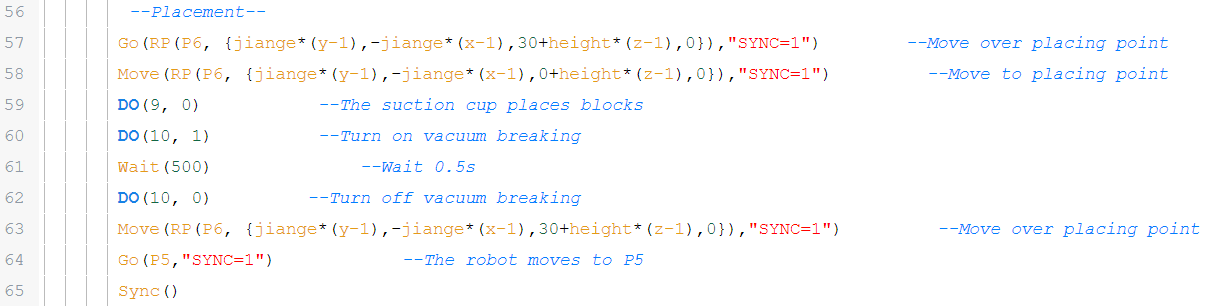 56 --Placement--
57 Go(RP(P6, {jiange*(y-1),-jiange*(x-1),30+height*(z-1),0}),"SYNC=1") --Move over placing point
58 Move(RP(P6, {jiange*(y-1),-jiange*(x-1),0+height*(z-1),0}),"SYNC=1") --Move to placing point
59 DO(9, 0) --The suction cup places blocks
60 DO(10, 1) --Turn on vacuum breaking
61 Wait(500) --Wait 0.5s
62 DO(10, 0) --Turn off vacuum breaking
63 Move(RP(P6, {jiange*(y-1),-jiange*(x-1),30+height*(z-1),0}),"SYNC=1") --Move over placing point
64 Go(P5,"SYNC=1") --The robot moves to P5
65 Sync()